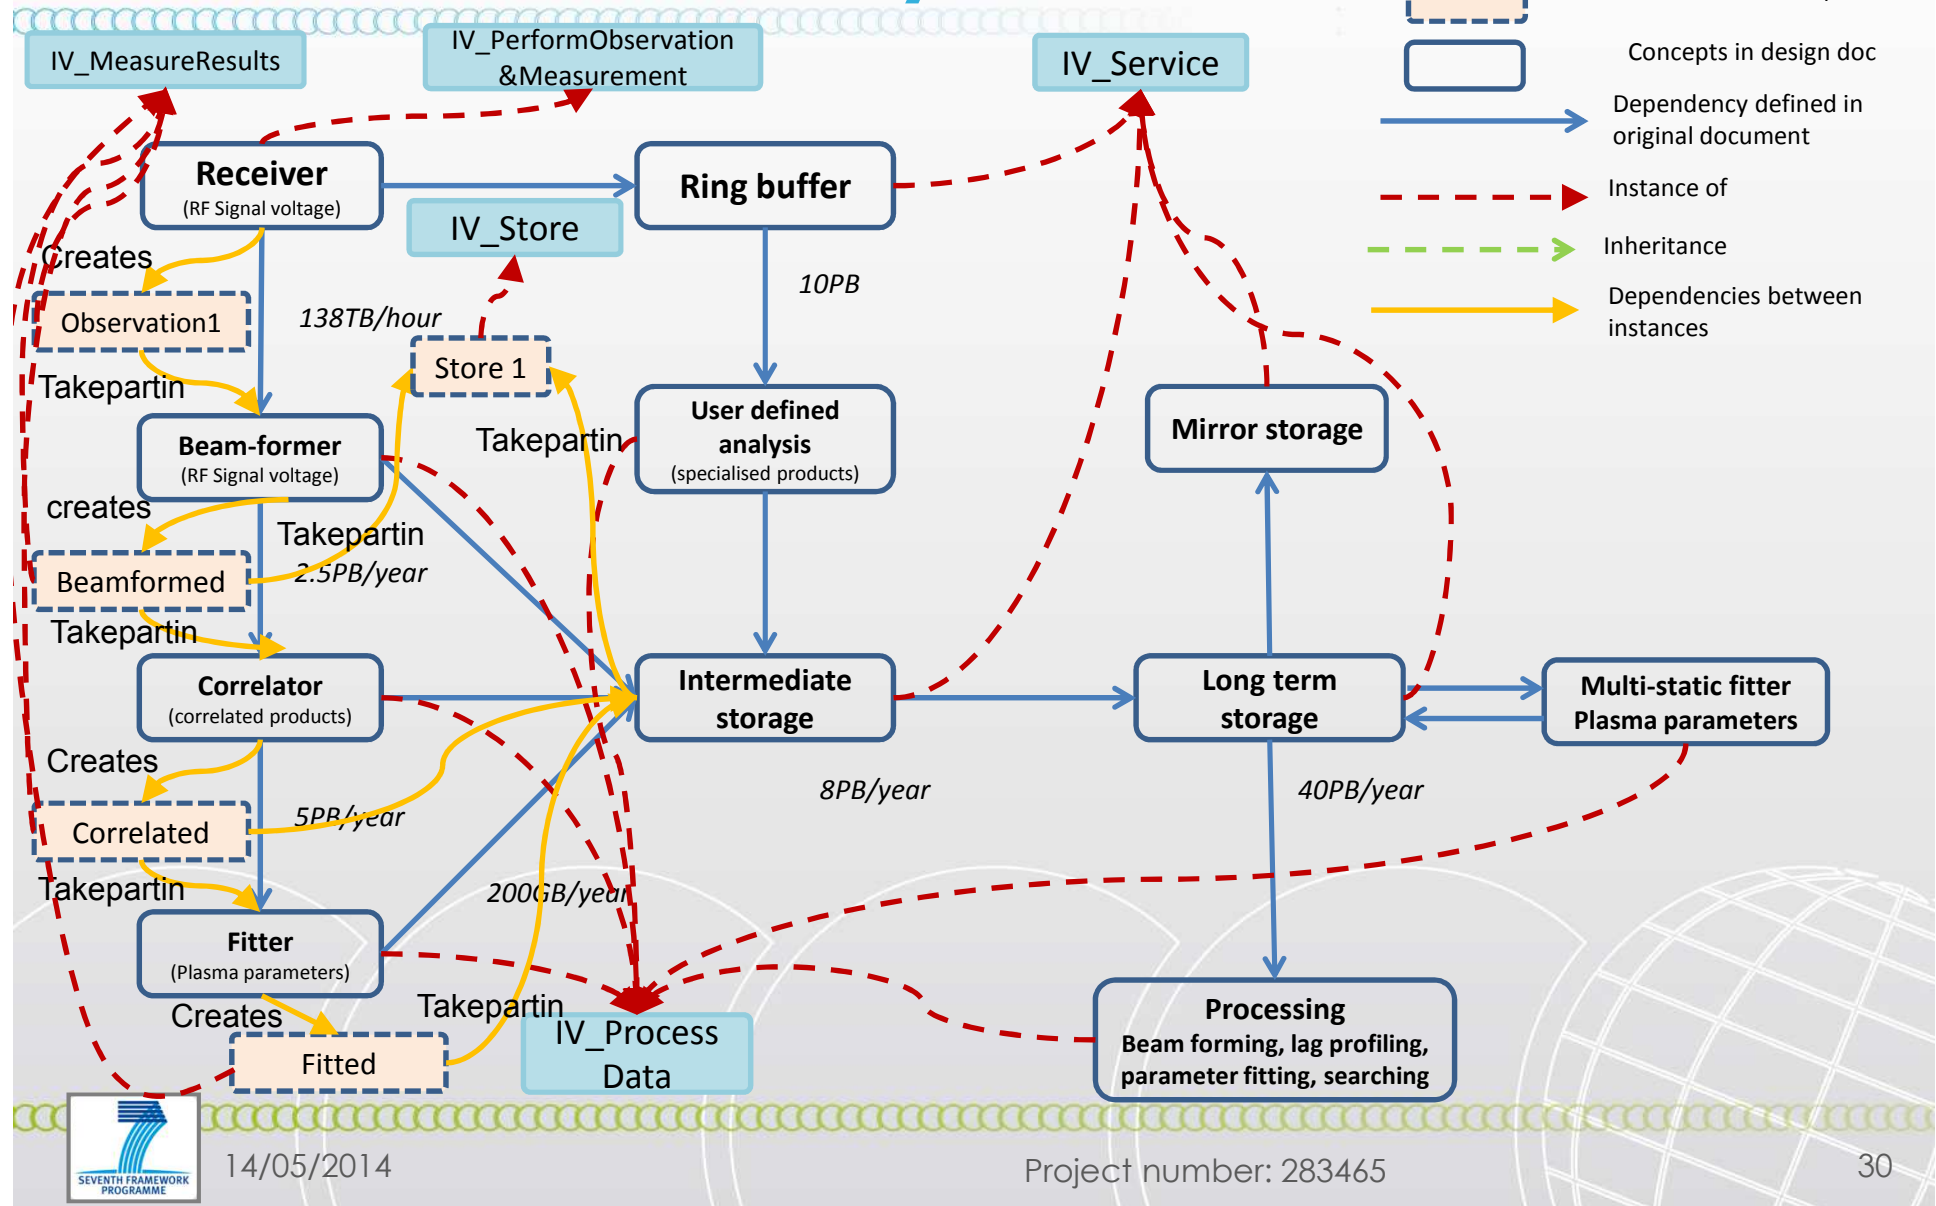 IV_MeasureResults
IV_PerformObservation
&Measurement
IV_Service
Concepts in design doc
Dependency defined in
original document
Instance of
Inheritance
Dependencies between
instances
Receiver
(RF Signal voltage)
Ring buffer
IV_Store
Creates
Observation1
138TB/hour
10PB
Store 1
Takepartin
Beam-former
(RF Signal voltage)
Takepartin
User defined
analysis
(specialised products)
Mirror storage
creates
Takepartin
Beamformed
2.5PB/year
Takepartin
Correlator
(correlated products)
Intermediate
storage
Long term
storage
Multi-static fitter
Plasma parameters
Creates
Correlated
5PB/year
8PB/year
40PB/year
Takepartin
200GB/year
Fitter
(Plasma parameters)
Creates
Takepartin
Fitted
IV_Process
Data
Processing
Beam forming, lag profiling,
parameter fitting, searching
SEVENTH FRAMEWORK
PROGRAMME
14/05/2014
Project number: 283465
30